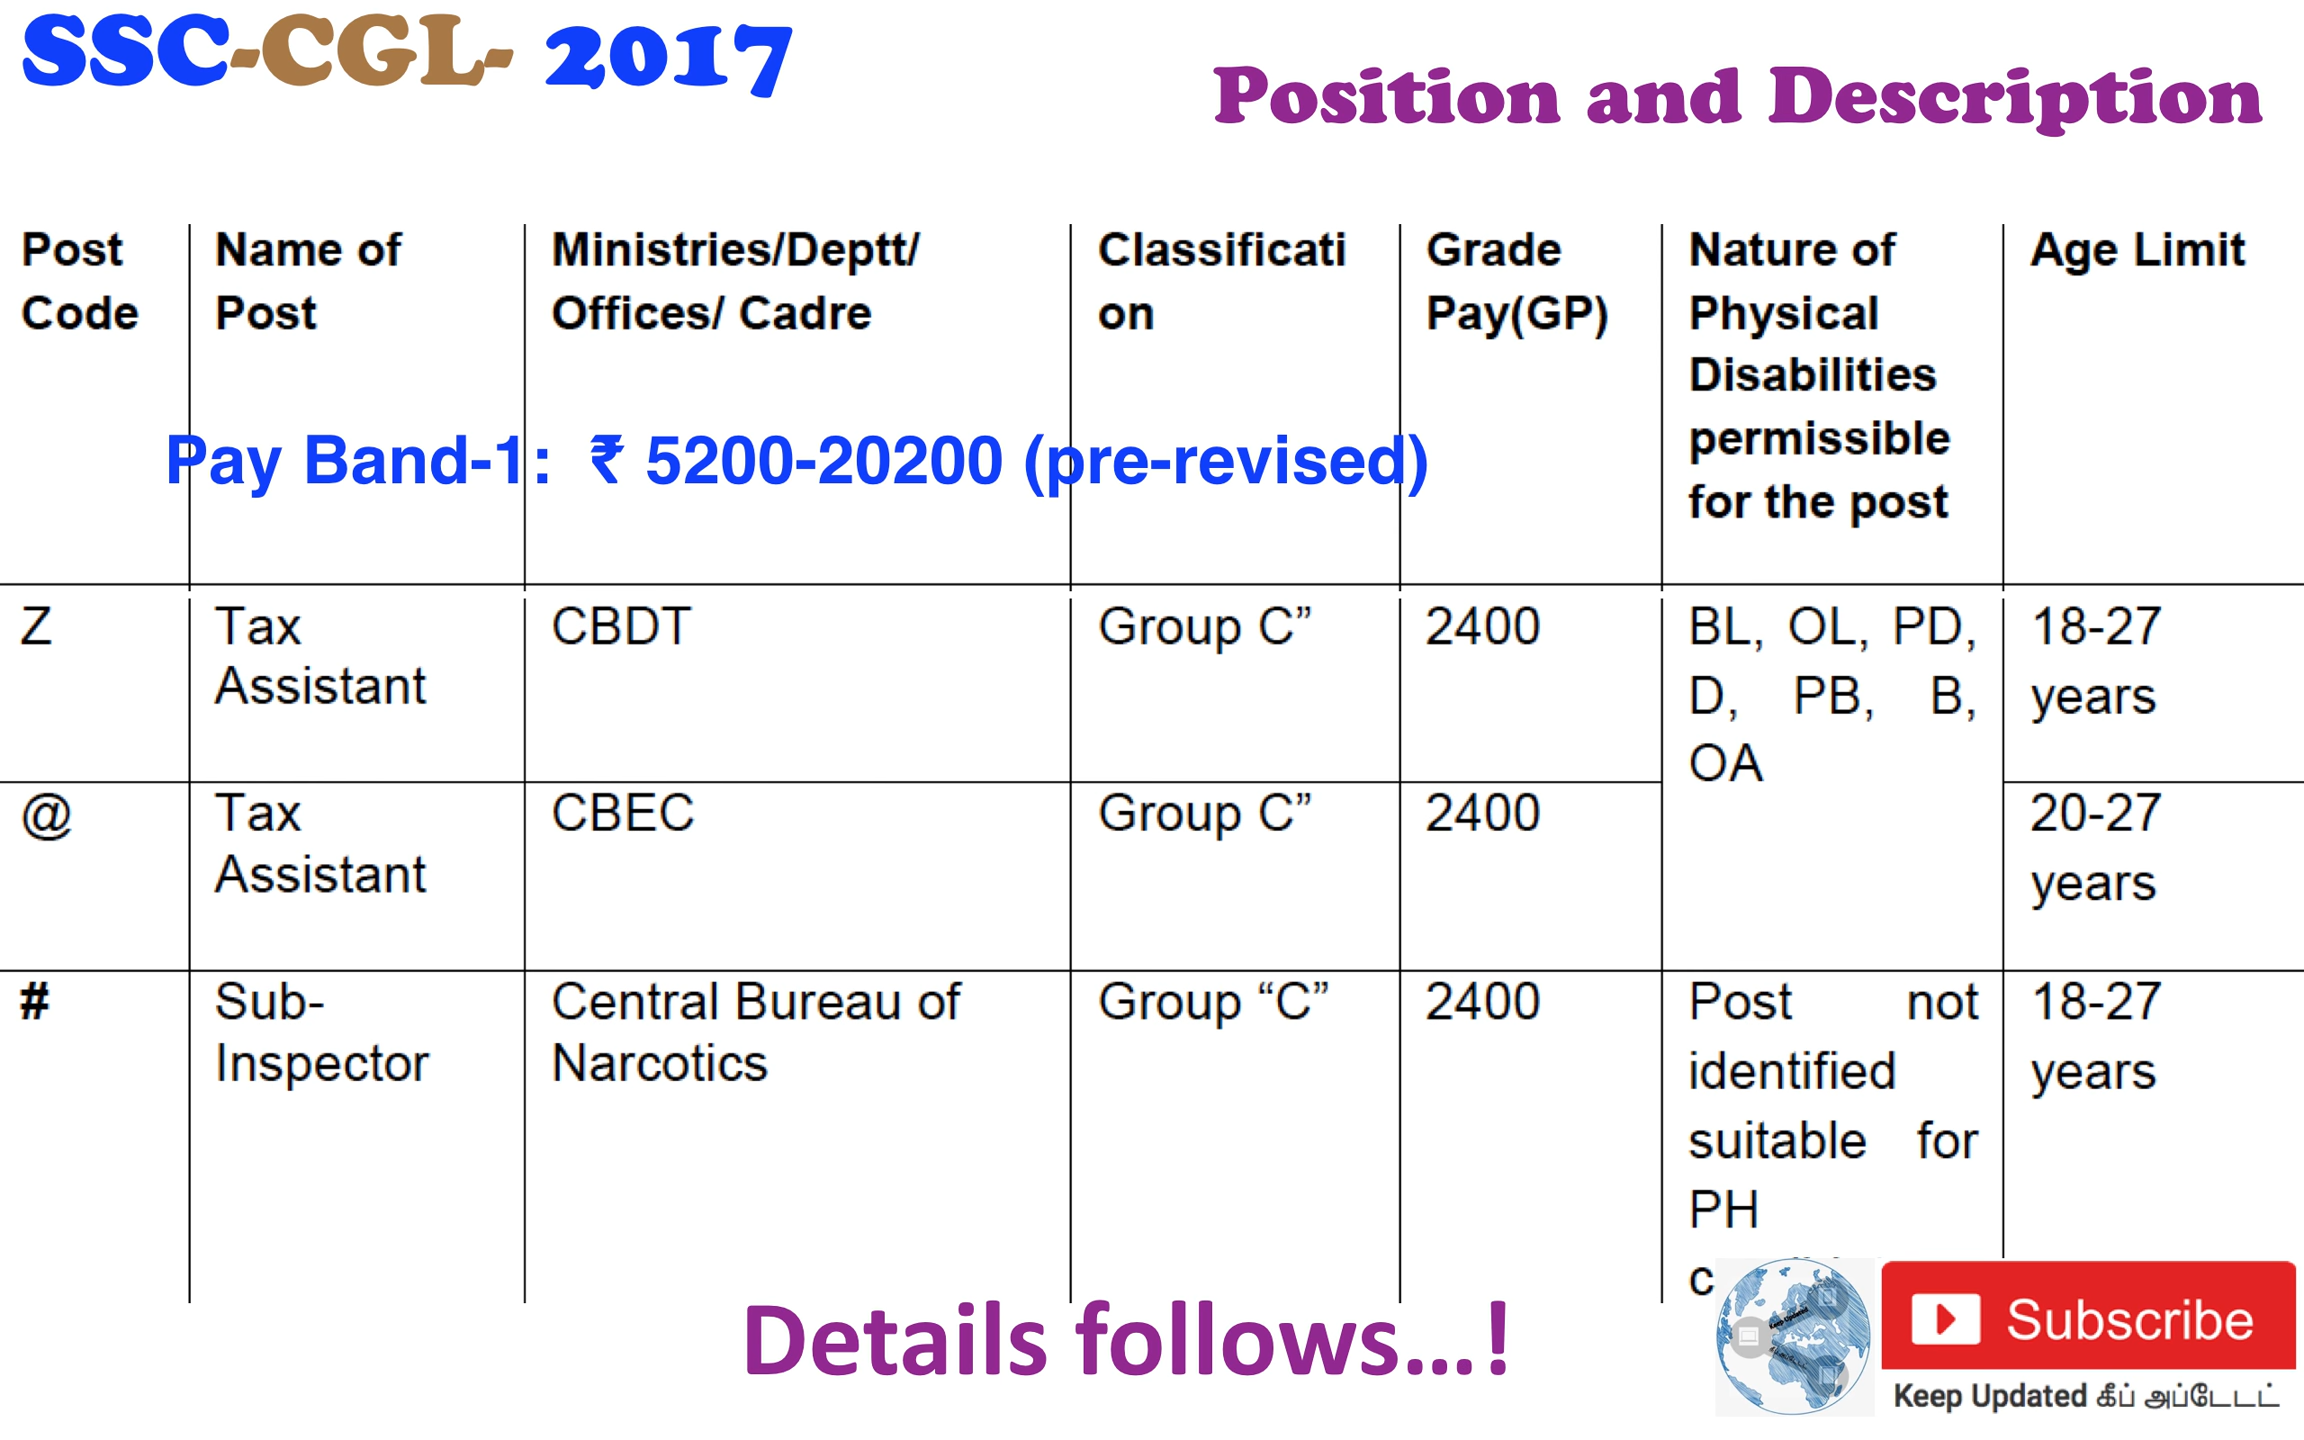 SSC-CGL- 2017
Position and Description
Post Code
Name of Post
Ministries/Deptt/ Offices/ Cadre
Classificati on
Grade Pay(GP)
Nature of Physical Disabilities permissible for the post
Age Limit
Pay Band-1: ₹ 5200-20200 (pre-revised)
Z
Tax Assistant
CBDT
Group C”
2400
BL, OL, PD, D, PB, B, OA
18-27 years
@
Tax Assistant
CBEC
Group C”
2400
20-27 years
#
Sub-Inspector
Central Bureau of Narcotics
Group “C”
2400
Post not identified suitable for PH c
18-27 years
Details follows...!
Subscribe
Keep Updated கீப் அப்டேடட்